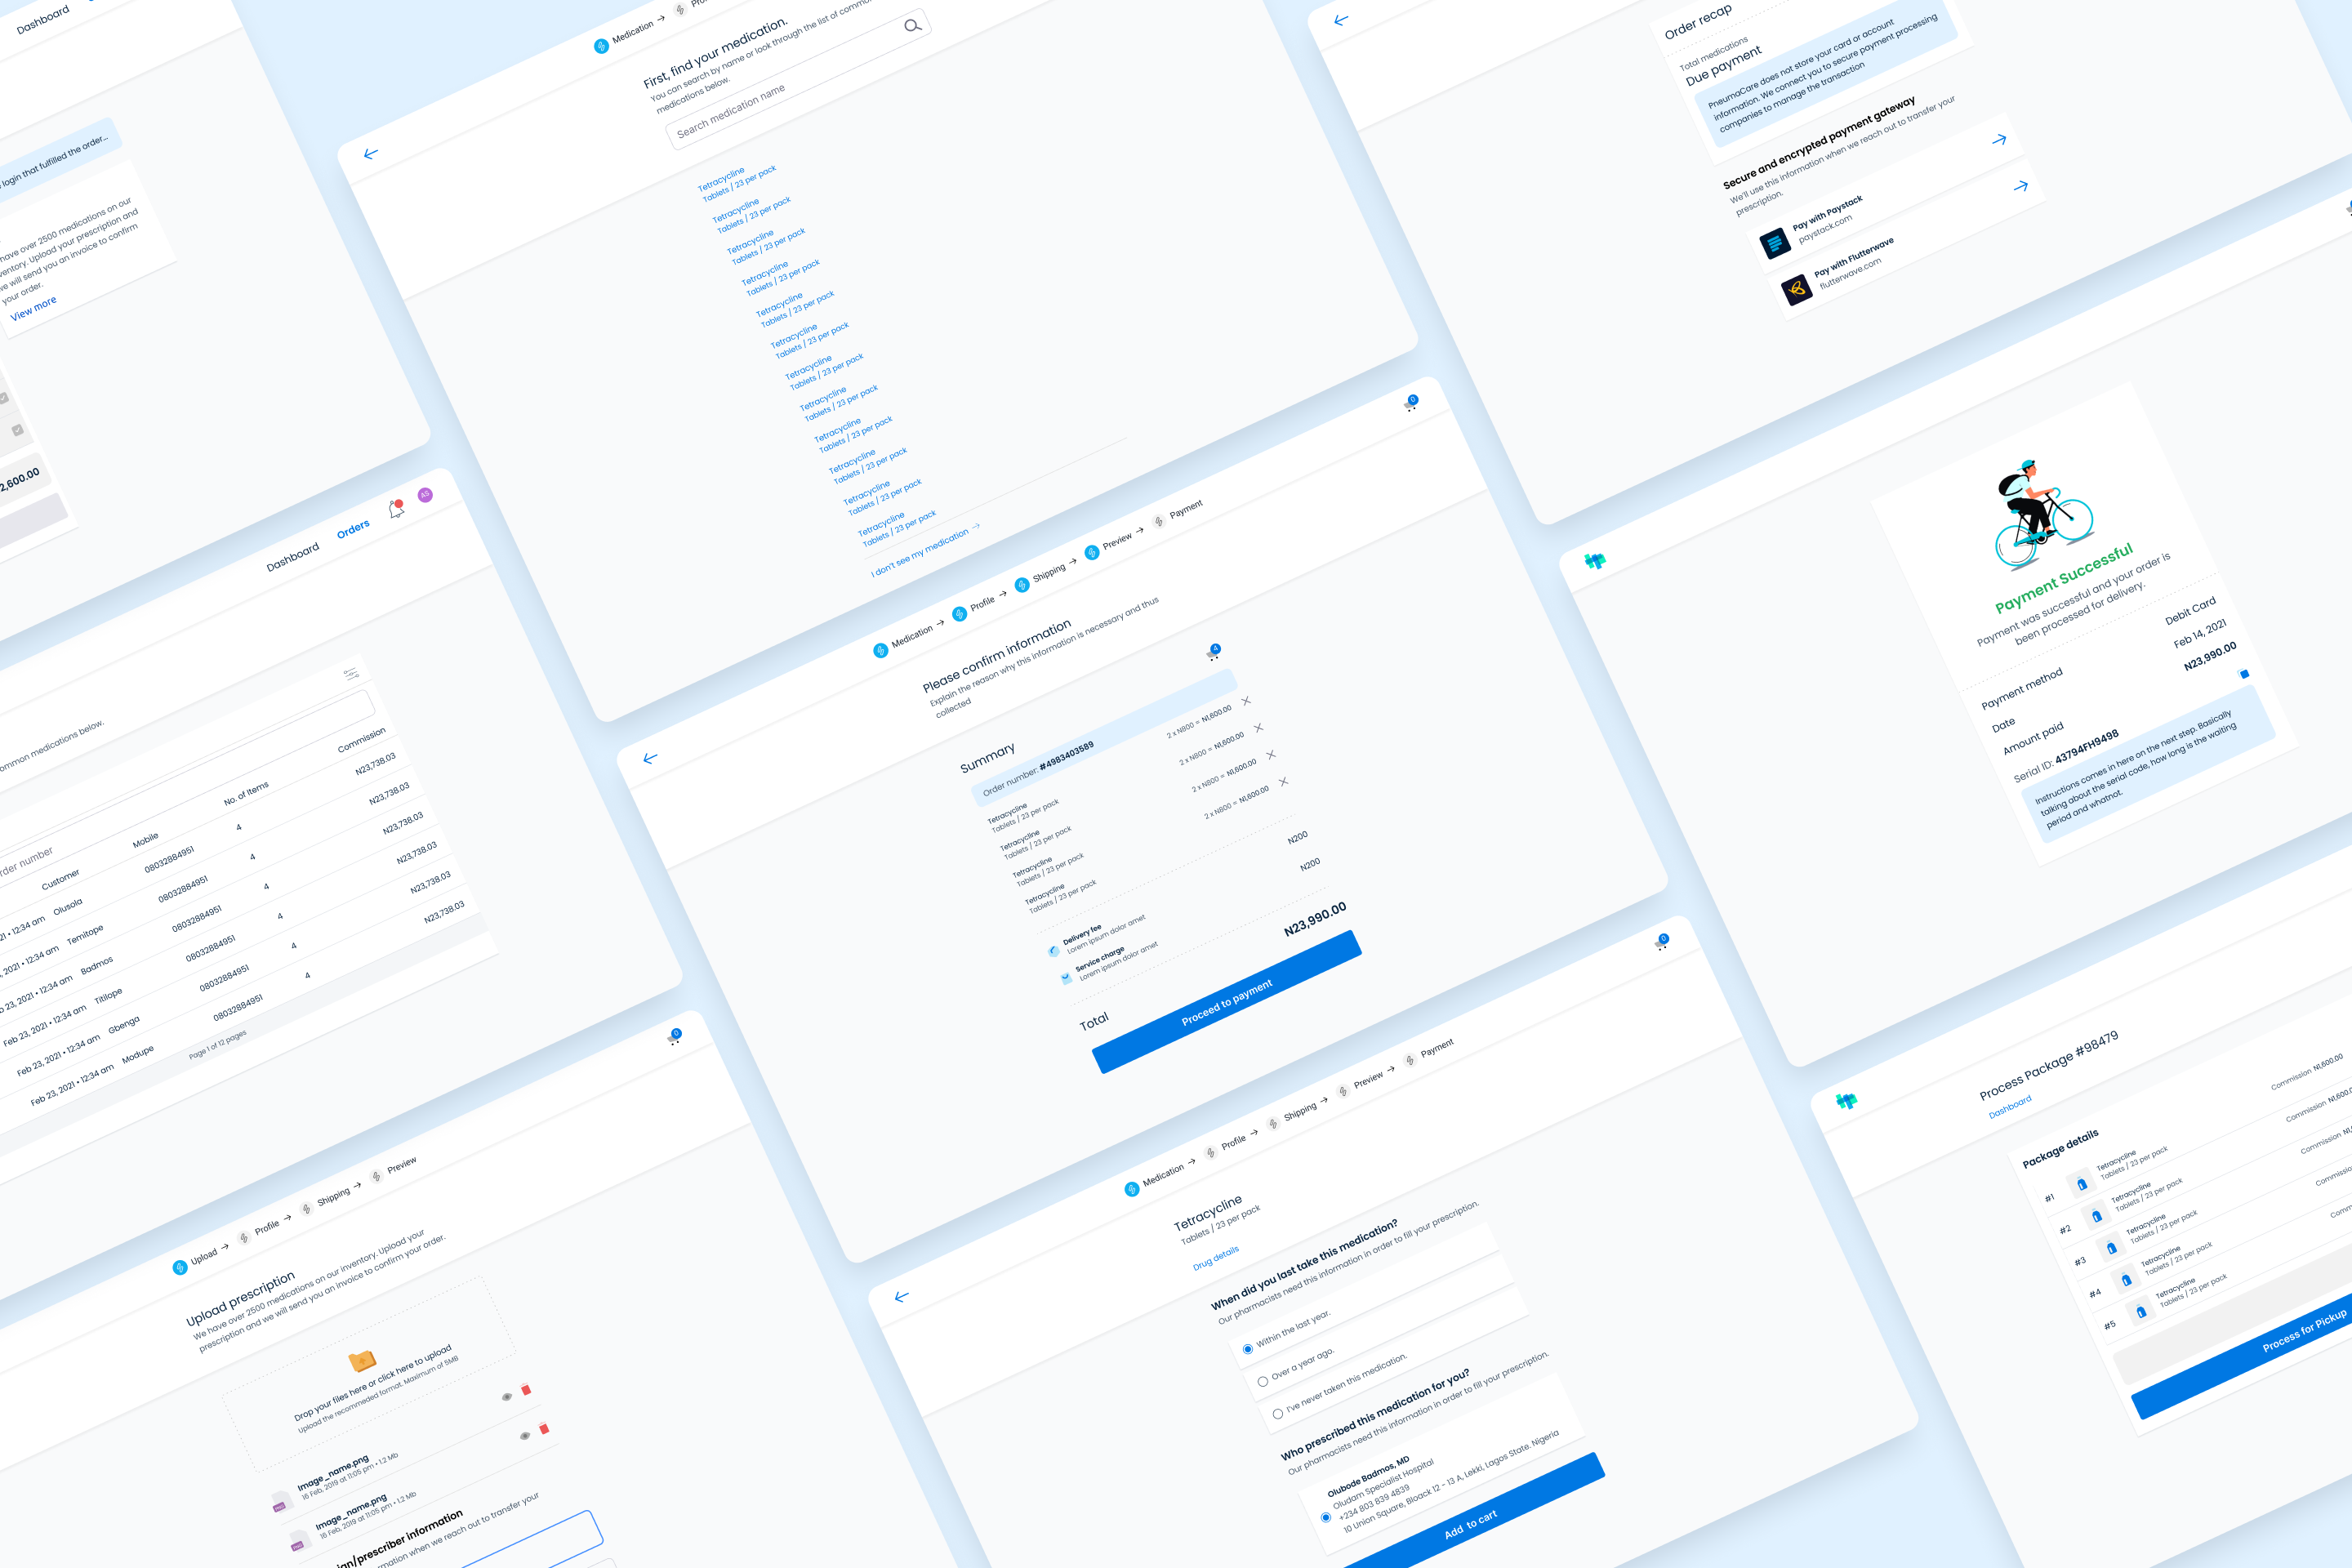 Dashboard
login that fulfilled the order...
have over 2500 medications on our
Upload your prescription and
will send you an invoice to confirm
your order.
View more
2,600.00
Medication →
First, find your medication.
You can search by name or look through the list of
medications below.
Search medication name
Tetracycline
Tablets / 23 per pack
Tetracycline
Tablets / 23 per pack
Tetracycline
Tablets / 23 per pack
Tetracycline
Tablets / 23 per pack
Tetracycline
Tablets / 23 per pack
Tetracycline
Tablets / 23 per pack
Tetracycline
Tablets / 23 per pack
Tetracycline
Tablets / 23 per pack
Tetracycline
Tablets / 23 per pack
Tetracycline
Tablets / 23 per pack
Tetracycline
Tablets / 23 per pack
Tetracycline
Tablets / 23 per pack
I don't see my medication →
Order recap
Total medications
Due payment
PneumaCare does not store your card or account
information. We connect you to secure payment processing
companies to manage the transaction
Secure and encrypted payment gateway
We'll use this information when we reach out to transfer your
prescription.
Pay with Paystack
paystack.com
Pay with Flutterwave
flutterwave.com
Dashboard
Orders
AS
medications below.
number
Customer
Mobile
No. of Items
Commission
12:34 am Olusola 08032884951 4 N23,738.03
2021 • 12:34 am Temitope 08032884951 4 N23,738.03
23, 2021 • 12:34 am Badmos 08032884951 4 N23,738.03
Feb 23, 2021 • 12:34 am Titilope 08032884951 4 N23,738.03
Feb 23, 2021 • 12:34 am Gbenga 08032884951 4 N23,738.03
Feb 23, 2021 • 12:34 am Modupe 08032884951 4 N23,738.03
Page 1 of 12 pages
0
Medication → Profile → Shipping → Preview → Payment
Please confirm information
Explain the reason why this information is necessary and thus
collected
Summary
4
Order number: #4983403589
Tetracycline
Tablets / 23 per pack
2 x N800 = N1,600.00
Tetracycline
Tablets / 23 per pack
2 x N800 = N1,600.00
Tetracycline
Tablets / 23 per pack
2 x N800 = N1,600.00
Tetracycline
Tablets / 23 per pack
2 x N800 = N1,600.00
Delivery fee
Lorem ipsum dolor amet
N200
Service charge
Lorem ipsum dolor amet
N200
Total
N23,990.00
Proceed to payment
Payment Successful
Payment was successful and your order is
been processed for delivery.
Payment method
Debit Card
Date
Feb 14, 2021
Amount paid
N23,990.00
Serial ID: 43794FH9498
Instructions comes in here on the next step. Basically
talking about the serial code, how long is the waiting
period and whatnot.
0
Upload → Profile → Shipping → Preview
Upload prescription
We have over 2500 medications on our inventory. Upload your
prescription and we will send you an invoice to confirm your order.
Drop your files here or click here to upload
upload the recommeded format. Maximum of 5MB
Image_name.png
16 Feb, 2019 at 11:05 pm • 1.2 Mb
Image_name.png
16 Feb, 2019 at 11:05 pm • 1.2 Mb
/prescriber information
when we reach out to transfer your
0
Medication → Profile → Shipping → Preview → Payment
Tetracycline
Tablets / 23 per pack
Drug details
When did you last take this medication?
Our pharmacists need this information in order to fill your prescription.
Within the last year.
Over a year ago.
I've never taken this medication.
Who prescribed this medication for you?
Our pharmacists need this information in order to fill your prescription.
Olubode Badmos, MD
Oludam Specialist Hospital
+234 803 839 4839
10 Union Square, Bloack 12 - 13 A, Lekki, Lagos State. Nigeria
Add to cart
Process Package #98479
Dashboard
Package details
#1
Tetracycline
Tablets / 23 per pack
Commission N1,600.00
#2
Tetracycline
Tablets / 23 per pack
Commission
#3
Tetracycline
Tablets / 23 per pack
Commission
#4
Tetracycline
Tablets / 23 per pack
#5
Tetracycline
Tablets / 23 per pack
Process for Pickup